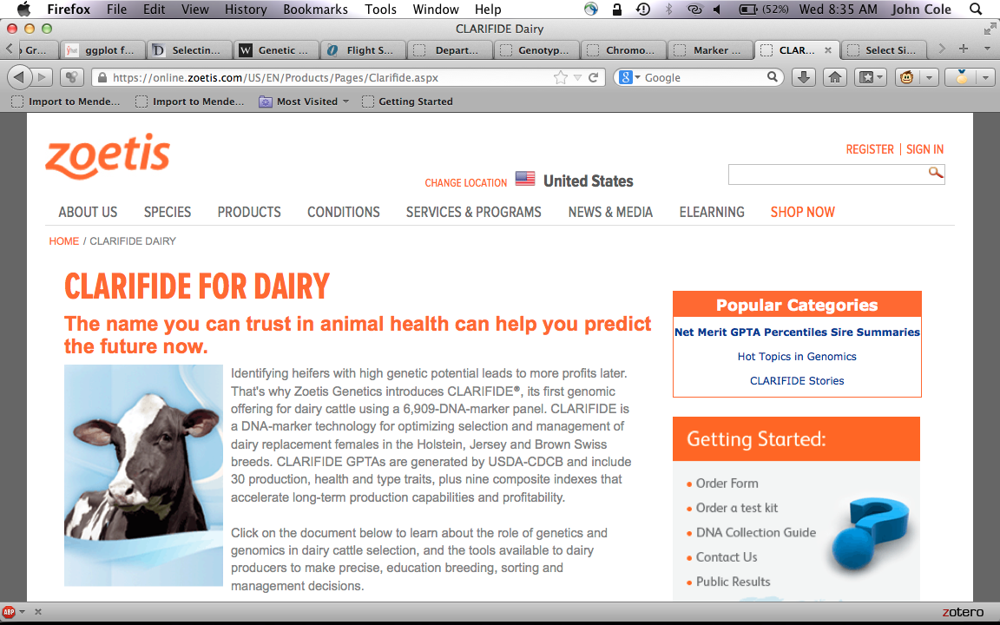 Firefox File Edit View History Bookmarks Tools Window Help (52%) Wed 8:35 AM John Cole
CLARIFIDE Dairy
o Gr... ggplot f... Selectin... Genetic ... Flight S... Depart... Genotyp... Chromo... Marker ... CLAR... Select Si...
https://online.zoetis.com/US/EN/Products/Pages/Clarifide.aspx Google
Import to Mende... Import to Mende... Most Visited Getting Started
zoetis
REGISTER | SIGN IN
CHANGE LOCATION United States
ABOUT US SPECIES PRODUCTS CONDITIONS SERVICES & PROGRAMS NEWS & MEDIA ELEARNING SHOP NOW
HOME / CLARIFIDE DAIRY
CLARIFIDE FOR DAIRY
The name you can trust in animal health can help you predict
the future now.
Identifying heifers with high genetic potential leads to more profits later.
That's why Zoetis Genetics introduces CLARIFIDE®, its first genomic
offering for dairy cattle using a 6,909-DNA-marker panel. CLARIFIDE is
a DNA-marker technology for optimizing selection and management of
dairy replacement females in the Holstein, Jersey and Brown Swiss
breeds. CLARIFIDE GPTAs are generated by USDA-CDCB and include
30 production, health and type traits, plus nine composite indexes that
accelerate long-term production capabilities and profitability.
Click on the document below to learn about the role of genetics and
genomics in dairy cattle selection, and the tools available to dairy
producers to make precise, education breeding, sorting and
management decisions.
Popular Categories
Net Merit GPTA Percentiles Sire Summaries
Hot Topics in Genomics
CLARIFIDE Stories
Getting Started:
Order Form
Order a test kit
DNA Collection Guide
Contact Us
Public Results
ABP zotero